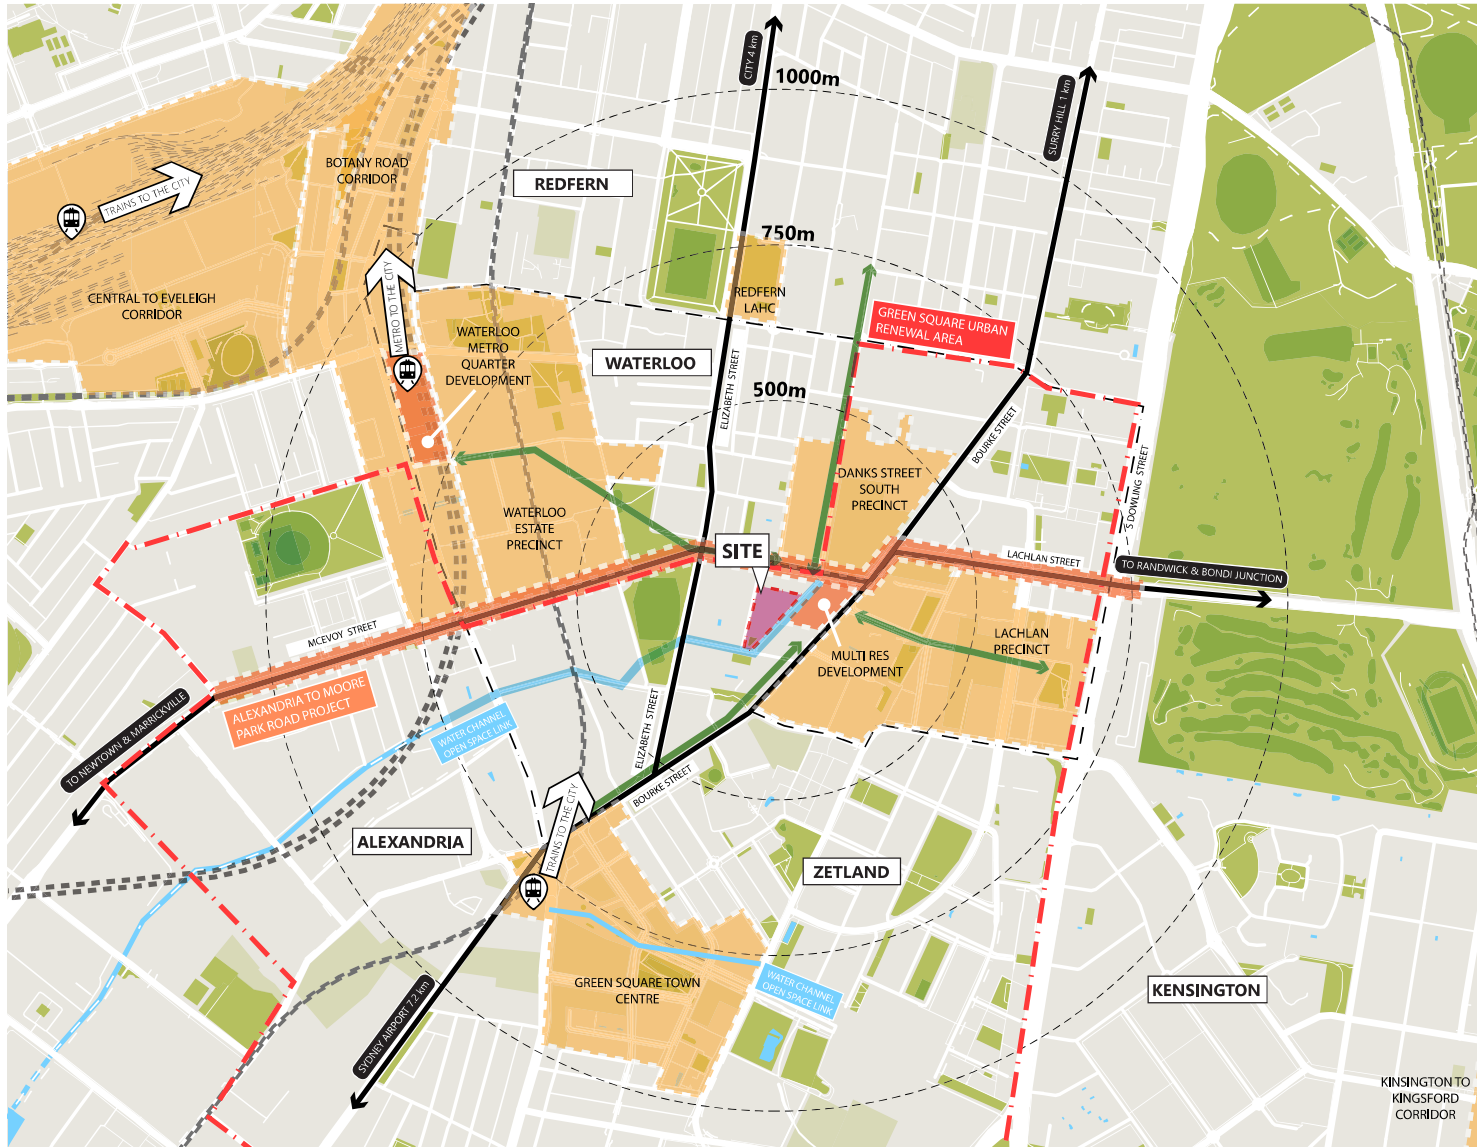 CITY 4 km
1000m
SURRY HILL 1 km
BOTANY ROAD
CORRIDOR
REDFERN
TRAINS TO THE CITY
750m
METRO TO THE CITY
CENTRAL TO EVELEIGH
CORRIDOR
REDFERN
LAHC
GREEN SQUARE URBAN
RENEWAL AREA
WATERLOO
METRO
QUARTER
DEVELOPMENT
WATERLOO
500m
ELIZABETH STREET
BOURKE STREET
DANKS STREET
SOUTH
PRECINCT
S DOWLING STREET
WATERLOO
ESTATE
PRECINCT
SITE
LACHLAN STREET
TO RANDWICK & BONDI JUNCTION
MCEVOY STREET
LACHLAN
PRECINCT
MULTI RES
DEVELOPMENT
ALEXANDRIA TO MOORE
PARK ROAD PROJECT
TO NEWTOWN & MARRICKVILLE
WATER CHANNEL
OPEN SPACE LINK
ELIZABETH STREET
BOURKE STREET
TRAINS TO THE CITY
ALEXANDRIA
ZETLAND
GREEN SQUARE TOWN
CENTRE
WATER CHANNEL
OPEN SPACE LINK
KENSINGTON
SYDNEY AIRPORT 7.2 km
KINSINGTON TO
KINGSFORD
CORRIDOR